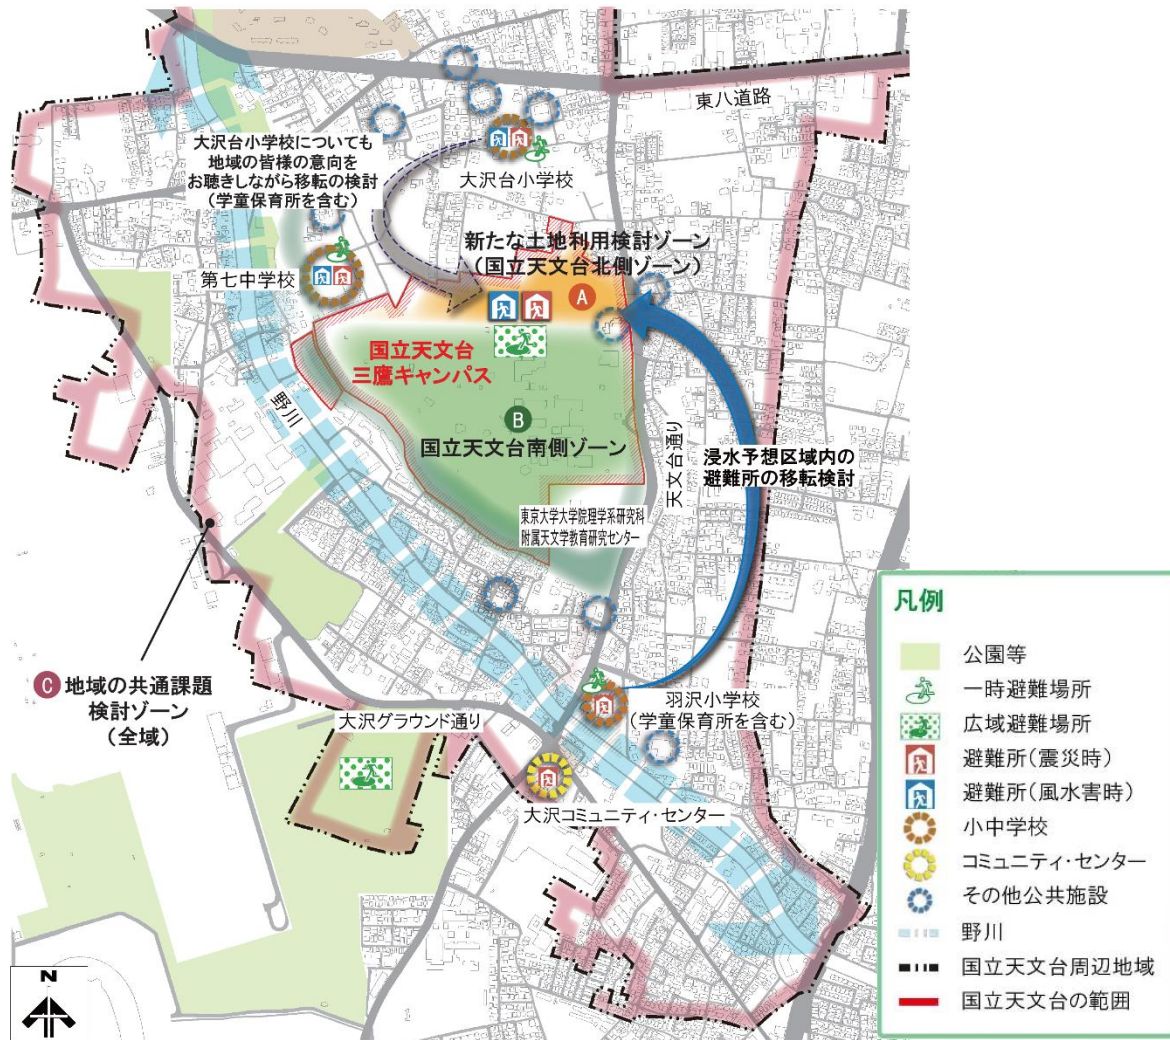 東八道路
大沢台小学校についても
地域の皆様の意向を
お聴きしながら移転の検討
(学童保育所を含む)
大沢台小学校
新たな土地利用検討ゾーン
(国立天文台北側ゾーン)
第七中学校
A
国立天文台
三鷹キャンパス
野川
B
国立天文台南側ゾーン
天文台通り
浸水予想区域内の
避難所の移転検討
東京大学大学院理学系研究科
附属天文学教育研究センター
C 地域の共通課題
検討ゾーン
(全域)
大沢グラウンド通り
羽沢小学校
(学童保育所を含む)
大沢コミュニティ・センター
N
凡例
公園等
一時避難場所
広域避難場所
避難所(震災時)
避難所(風水害時)
小中学校
コミュニティ・センター
その他公共施設
野川
国立天文台周辺地域
国立天文台の範囲